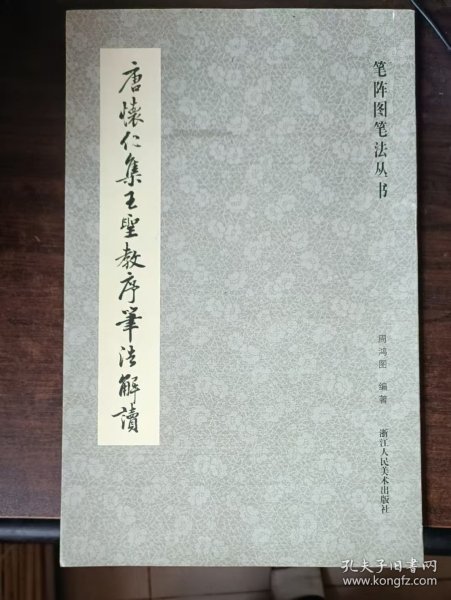 笔阵图笔法丛书
唐懷仁集王聖教序筆法解讀
周鸿图 编著
浙江人民美术出版社
孔夫子旧书网
www.kongfz.com